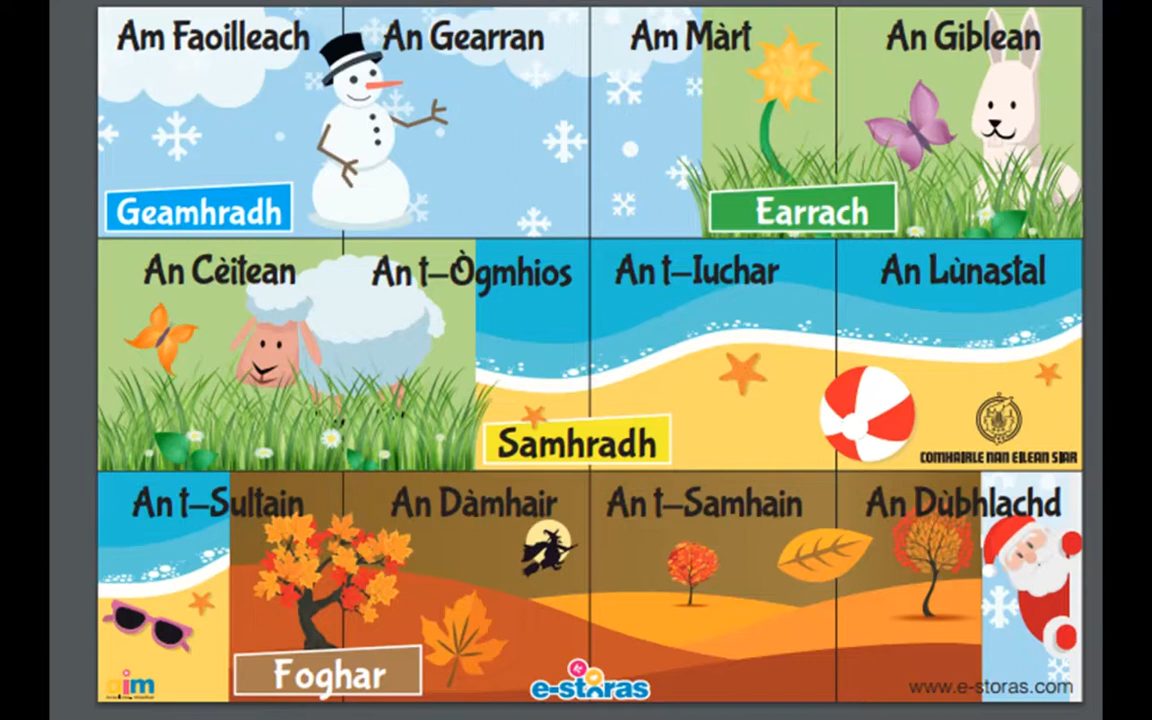 Am Faoilleach
An Gearran
Am Màrt
An Giblean
Geamhradh
Earrach
An Cèitean
An t-Ògmhios
An t-Iuchar
An Lùnastal
Samhradh
COMHAIRLE NAN EILEAN SIAR
An t-Sultain
An Dàmhair
An t-Samhain
An Dùbhlachd
Foghar
aim
e-storas
www.e-storas.com